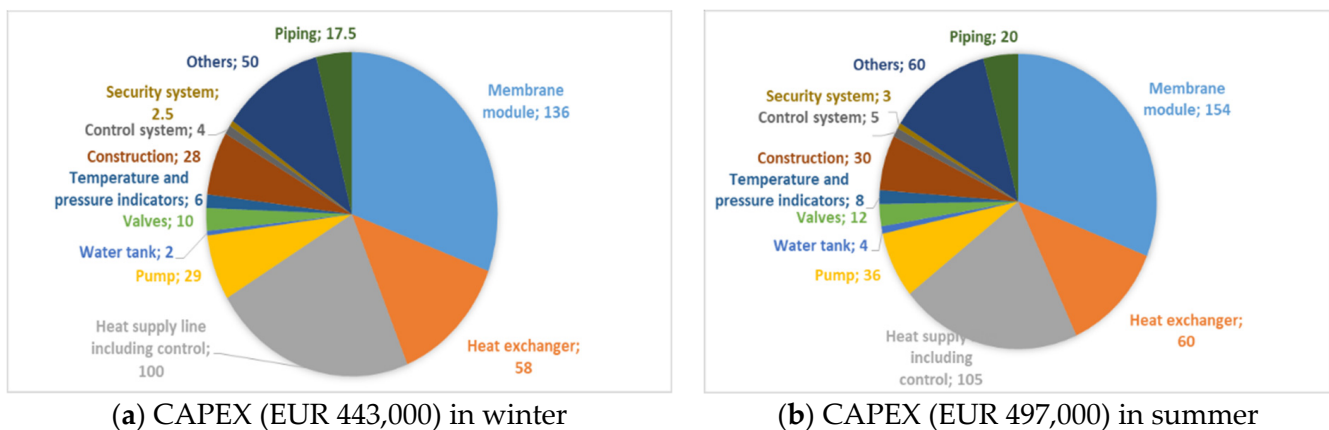 Piping; 17.5
Others; 50
Security system;
2.5
Control system; 4
Construction; 28
Temperature and
pressure indicators; 6
Valves; 10
Water tank; 2
Pump; 29
Heat supply line
including control;
100
Membrane
module; 136
Heat exchanger;
58
(a) CAPEX (EUR 443,000) in winter
Piping; 20
Others; 60
Security system; 3
Control system; 5
Construction; 30
Temperature and
pressure indicators; 8
Valves; 12
Water tank; 4
Pump; 36
Heat supply
including
control; 105
Membrane
module; 154
Heat exchanger;
60
(b) CAPEX (EUR 497,000) in summer